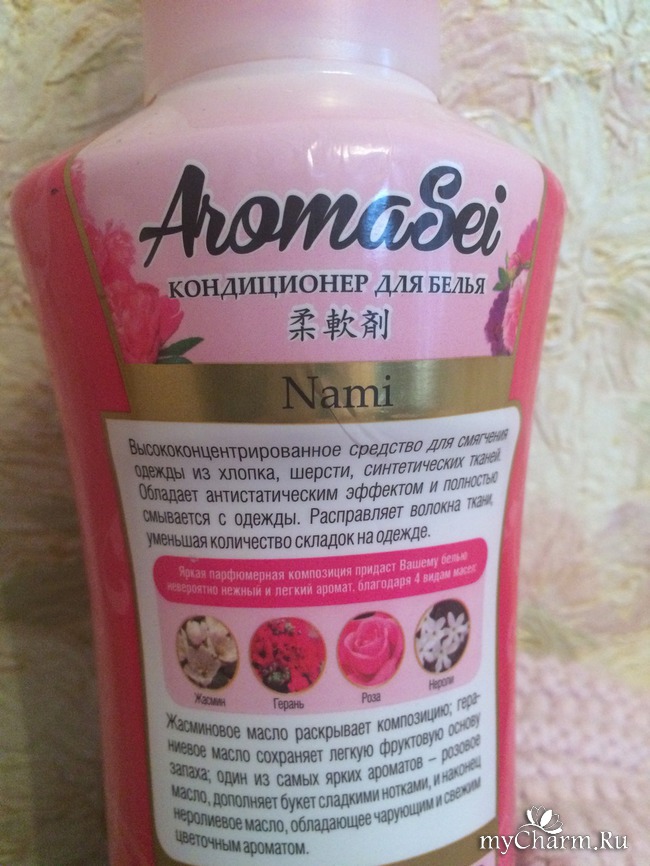 AromaSei
КОНДИЦИОНЕР ДЛЯ БЕЛЬЯ
柔軟剤
Nami
Высококонцентрированное средство для смягчения
одежды из хлопка, шерсти, синтетических тканей.
Обладает антистатическим эффектом и полностью
смывается с одежды. Расправляет волокна ткани,
уменьшая количество складок на одежде.
Яркая парфюмерная композиция придаст Вашему белью
невероятно нежный и легкий аромат, благодаря 4 видам масел:
Жасмин Герань Роза Нероли
Жасминовое масло раскрывает композицию; гера-
ниевое масло сохраняет легкую фруктовую основу
запаха; один из самых ярких ароматов – розовое
масло, дополняет букет сладкими нотками, и наконец
неролиевое масло, обладающее чарующим и свежим
цветочным ароматом.
myCharm.Ru